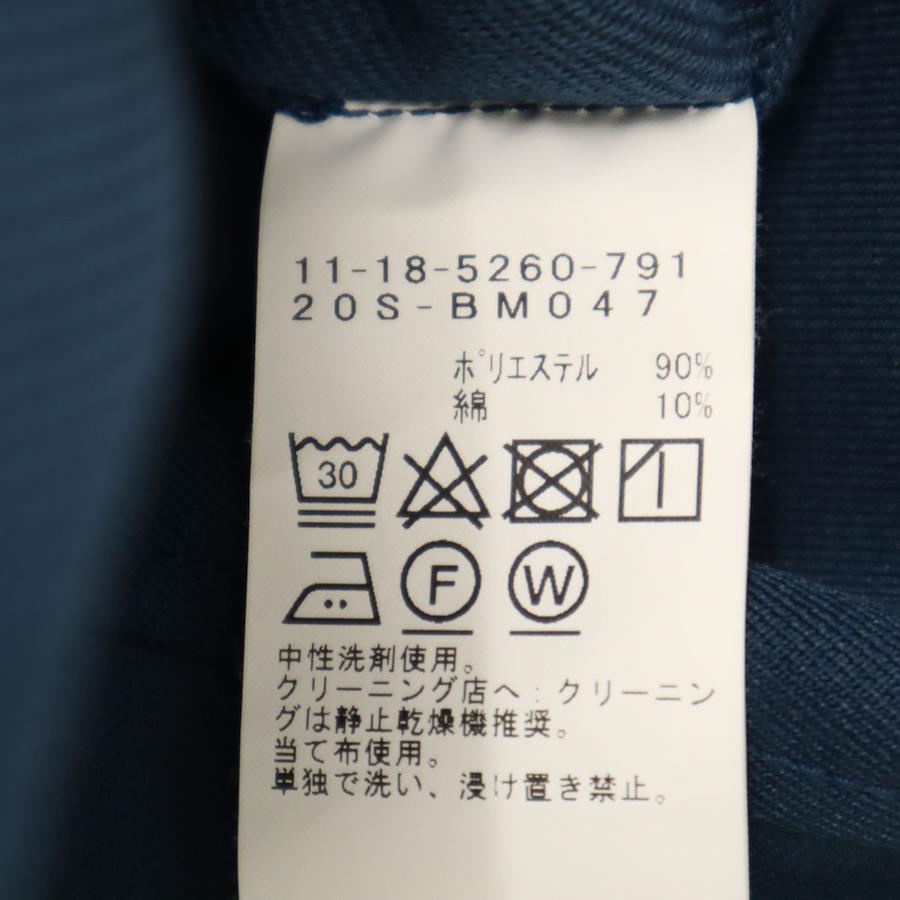 11-18-5260-791
20S-BM047
ポリエステル 90%
綿 10%
30
F W
中性洗剤使用。
クリーニング店へ：クリーニン
グは静止乾燥機推奨。
当て布使用。
単独で洗い、浸け置き禁止。